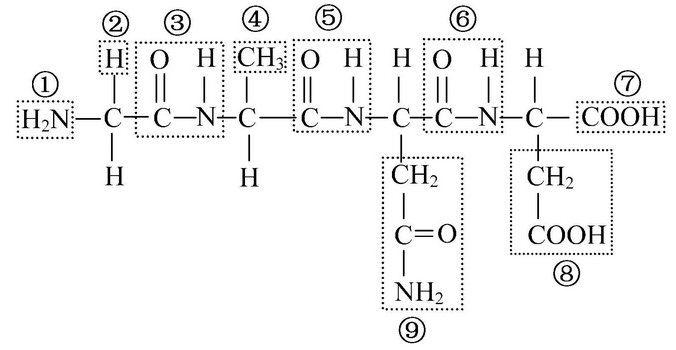 ② ③ ④ ⑤ ⑥
H O H CH₃ O H H O H H
① ⑦
H₂N—C—C—N—C—C—N—C—C—N—C—COOH
H H CH₂ CH₂
C=O COOH
⑧
NH₂
⑨